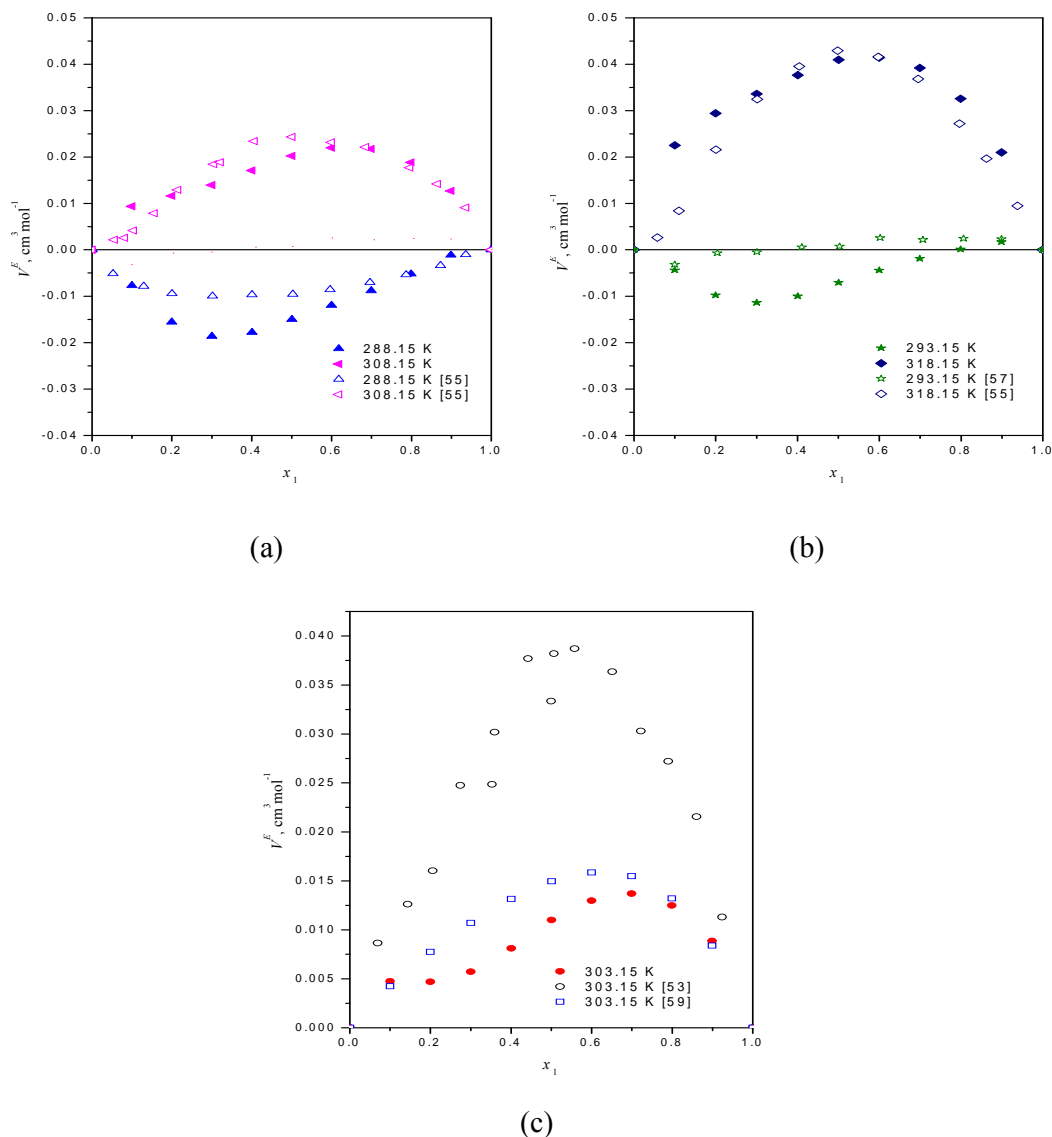 0.05
0.04
0.03
0.02
0.01
0.00
-0.01
-0.02
-0.03
-0.04
V^E, cm^3 mol^-1
288.15 K
308.15 K
288.15 K [55]
308.15 K [55]
0.0 0.2 0.4 0.6 0.8 1.0
x_1
(a)
0.05
0.04
0.03
0.02
0.01
0.00
-0.01
-0.02
-0.03
-0.04
V^E, cm^3 mol^-1
293.15 K
318.15 K
293.15 K [57]
318.15 K [55]
0.0 0.2 0.4 0.6 0.8 1.0
x_1
(b)
0.040
0.035
0.030
0.025
0.020
0.015
0.010
0.005
0.000
V^E, cm^3 mol^-1
303.15 K
303.15 K [53]
303.15 K [59]
0.0 0.2 0.4 0.6 0.8 1.0
x_1
(c)